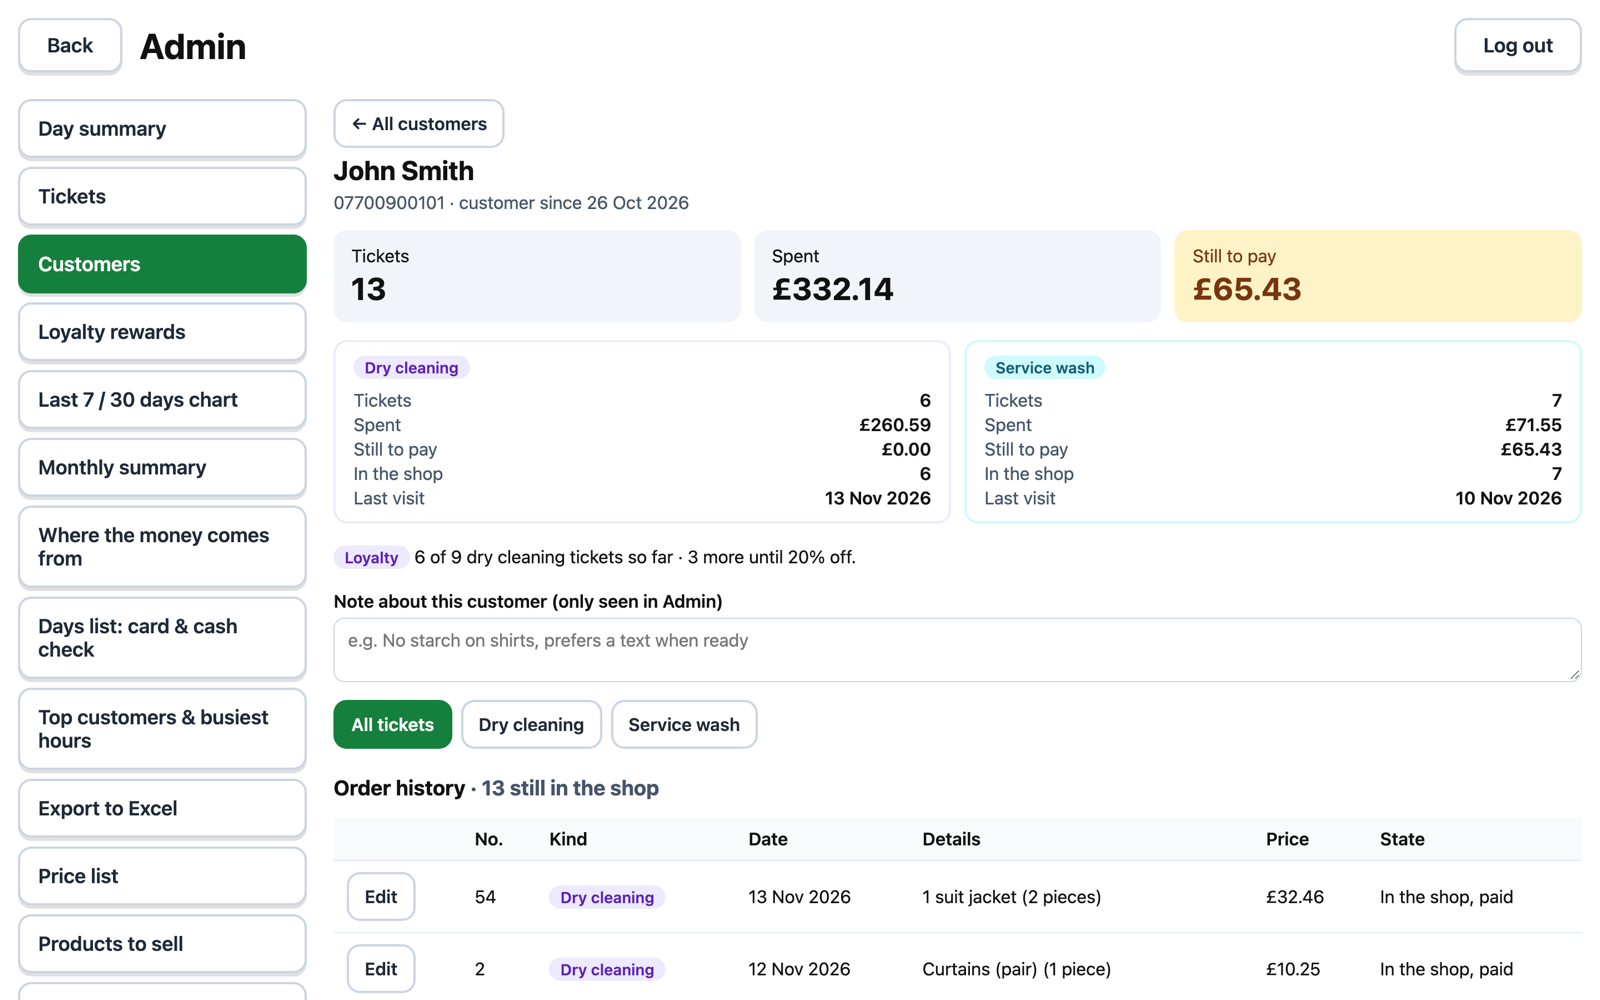 Back
Admin
Log out
Day summary
Tickets
Customers
Loyalty rewards
Last 7 / 30 days chart
Monthly summary
Where the money comes
from
Days list: card & cash
check
Top customers & busiest
hours
Export to Excel
Price list
Products to sell
← All customers
John Smith
07700900101 · customer since 26 Oct 2026
Tickets
13
Spent
£332.14
Still to pay
£65.43
Dry cleaning
Tickets 6
Spent £260.59
Still to pay £0.00
In the shop 6
Last visit 13 Nov 2026
Service wash
Tickets 7
Spent £71.55
Still to pay £65.43
In the shop 7
Last visit 10 Nov 2026
Loyalty 6 of 9 dry cleaning tickets so far · 3 more until 20% off.
Note about this customer (only seen in Admin)
e.g. No starch on shirts, prefers a text when ready
All tickets Dry cleaning Service wash
Order history · 13 still in the shop
No. Kind Date Details Price State
Edit 54 Dry cleaning 13 Nov 2026 1 suit jacket (2 pieces) £32.46 In the shop, paid
Edit 2 Dry cleaning 12 Nov 2026 Curtains (pair) (1 piece) £10.25 In the shop, paid